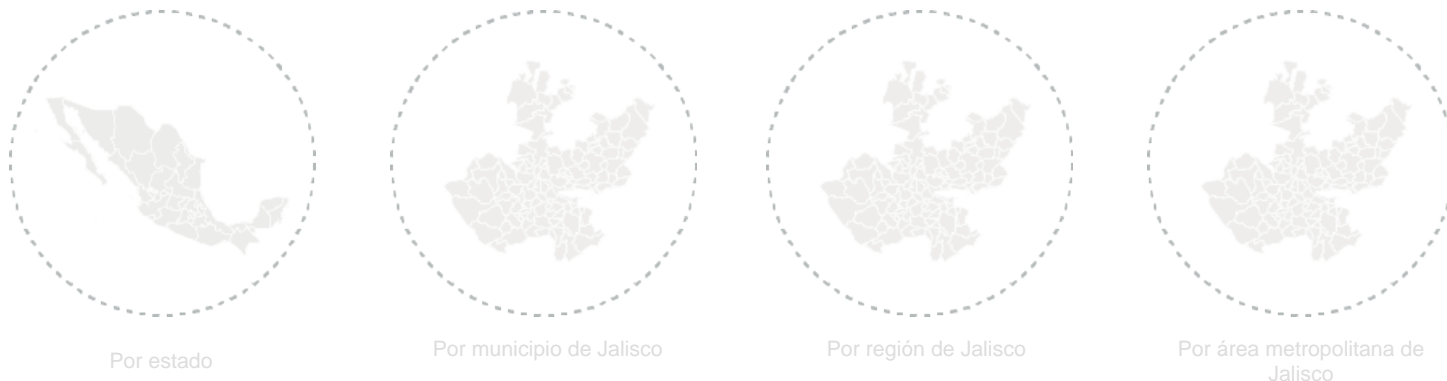 Por estado
Por municipio de Jalisco
Por región de Jalisco
Por área metropolitana de
Jalisco